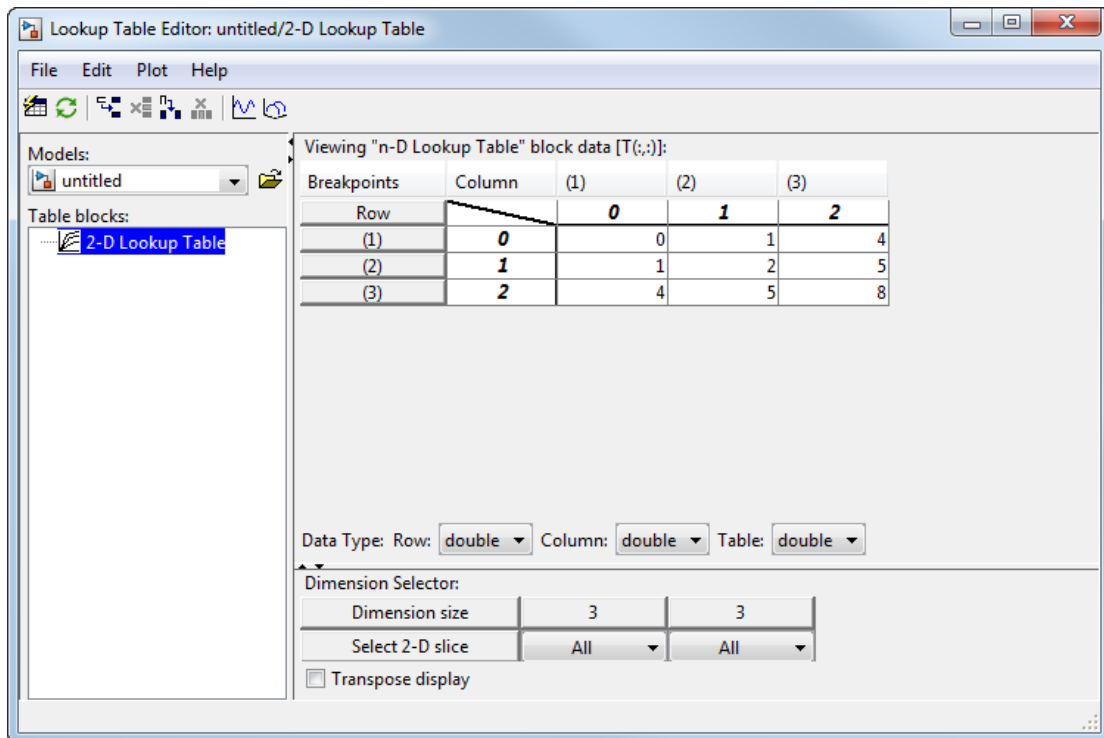 Lookup Table Editor: untitled/2-D Lookup Table
File Edit Plot Help
Models:
untitled
Table blocks:
2-D Lookup Table
Viewing "n-D Lookup Table" block data [T(:,:)]:
Breakpoints Column (1) (2) (3)
Row 0 1 2
(1) 0 0 1 4
(2) 1 1 2 5
(3) 2 4 5 8
Data Type: Row: double Column: double Table: double
Dimension Selector:
Dimension size 3 3
Select 2-D slice All All
Transpose display